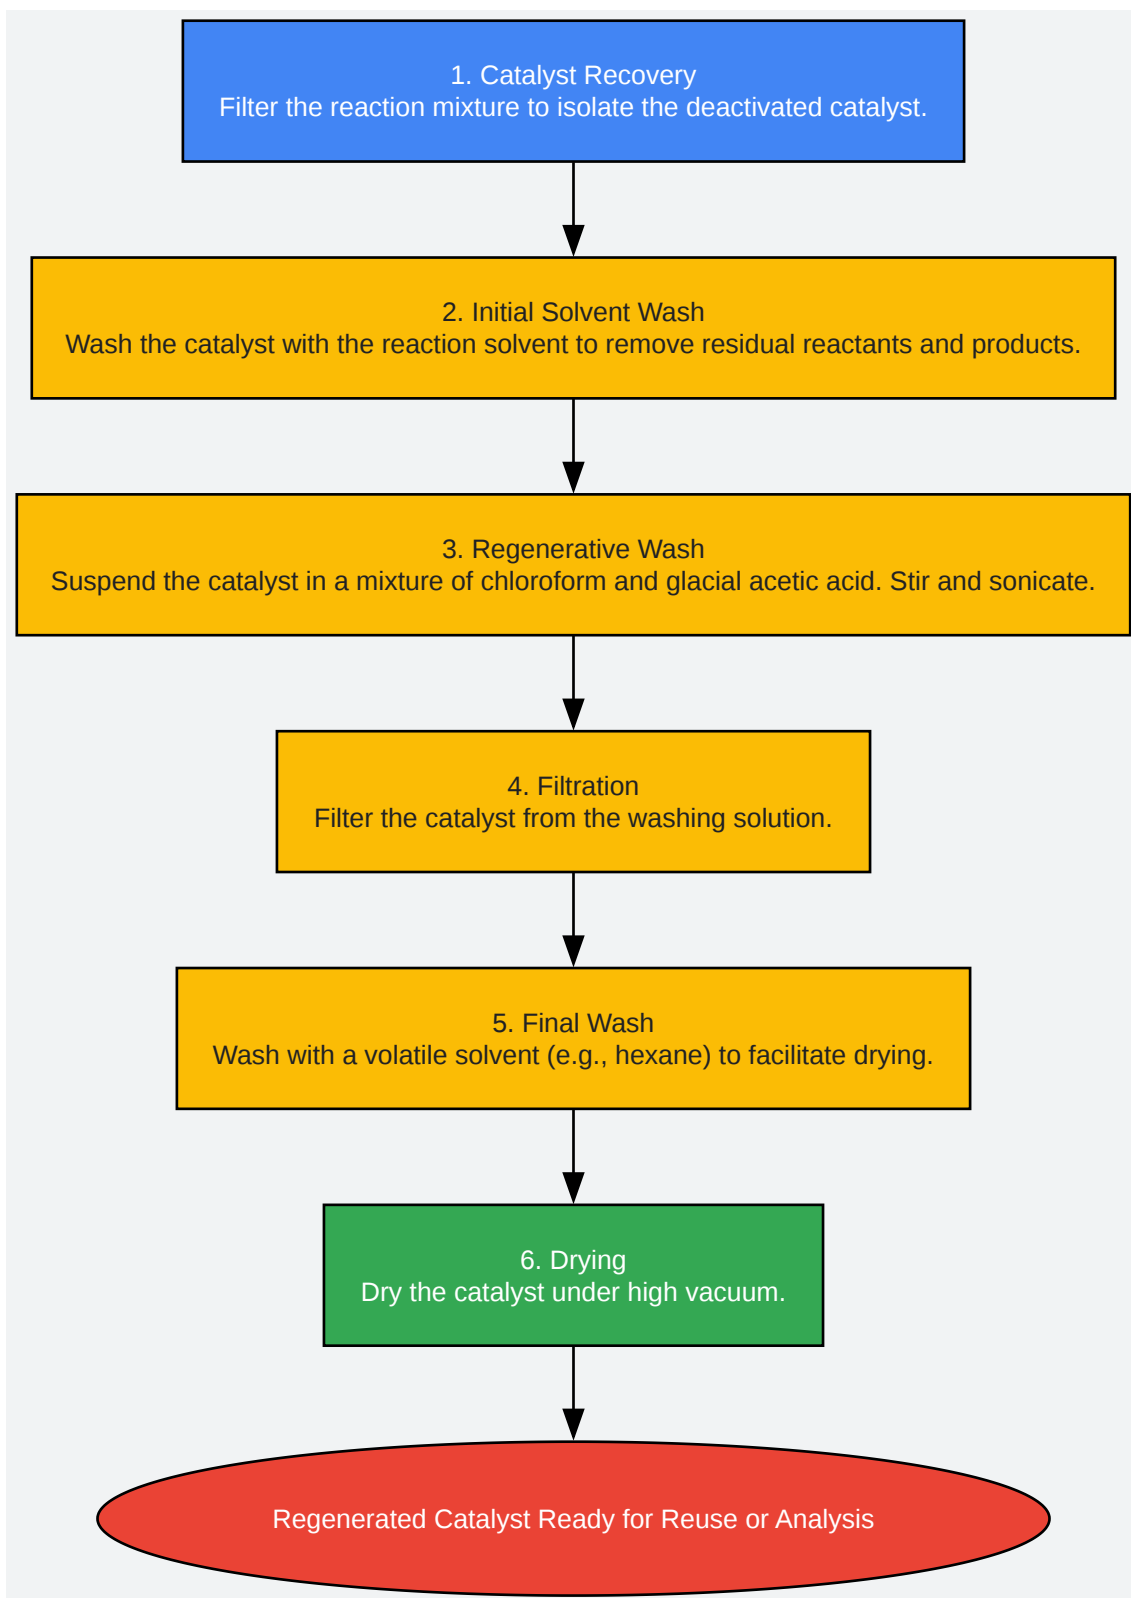 1. Catalyst Recovery
Filter the reaction mixture to isolate the deactivated catalyst.
2. Initial Solvent Wash
Wash the catalyst with the reaction solvent to remove residual reactants and products.
3. Regenerative Wash
Suspend the catalyst in a mixture of chloroform and glacial acetic acid. Stir and sonicate.
4. Filtration
Filter the catalyst from the washing solution.
5. Final Wash
Wash with a volatile solvent (e.g., hexane) to facilitate drying.
6. Drying
Dry the catalyst under high vacuum.
Regenerated Catalyst Ready for Reuse or Analysis